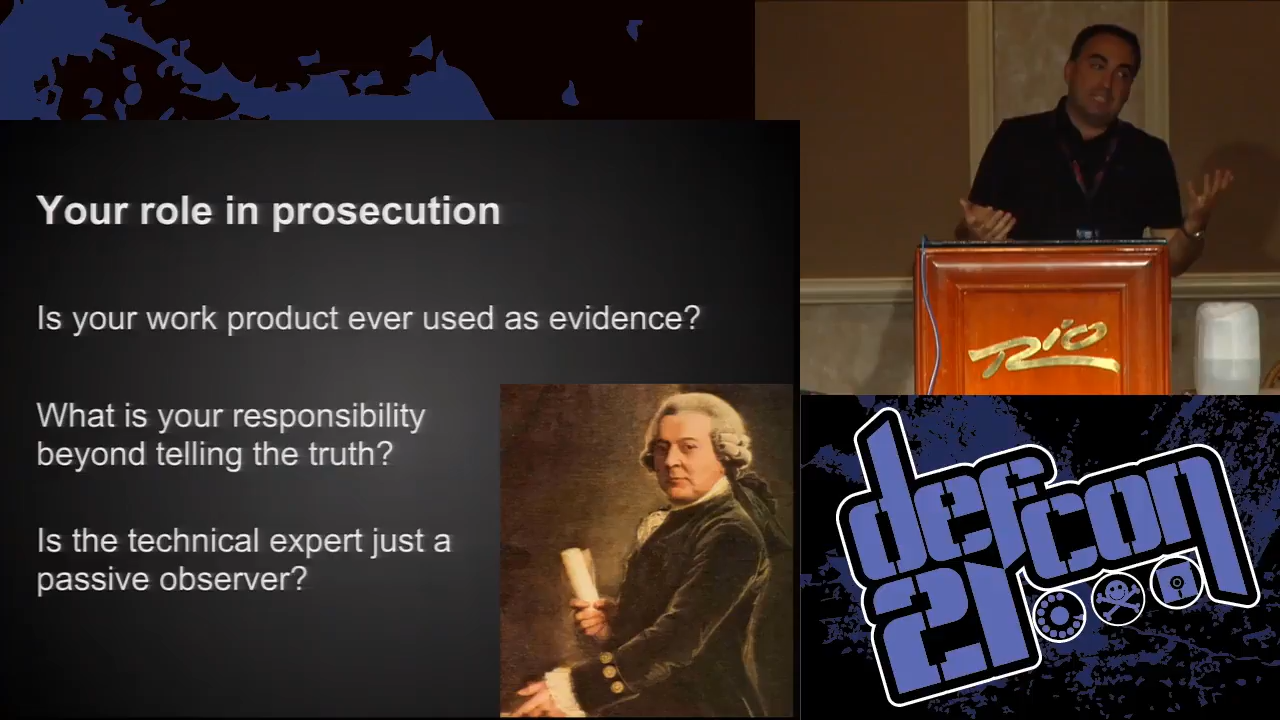 Your role in prosecution
Is your work product ever used as evidence?
What is your responsibility
beyond telling the truth?
Is the technical expert just a
passive observer?
Rio
defcon
21